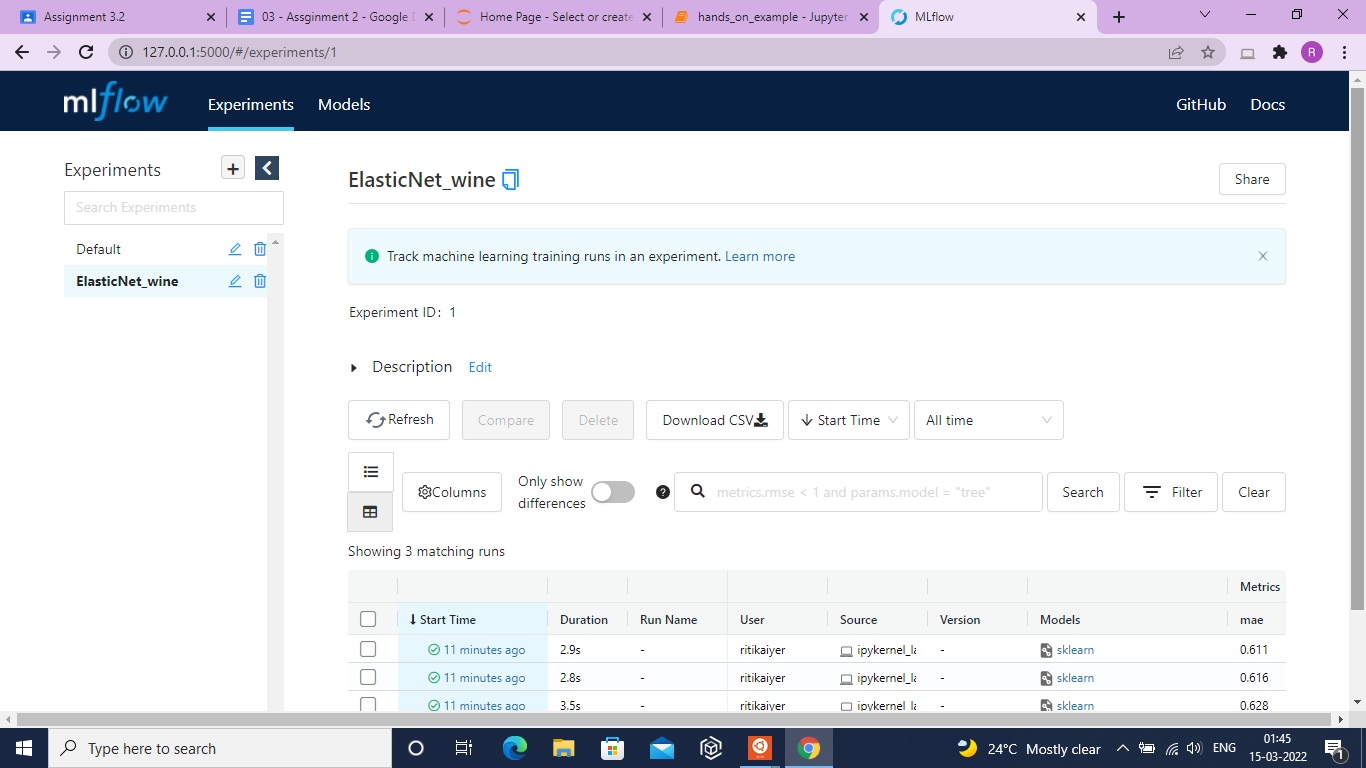 Assignment 3.2
03 - Assginment 2 - Google
Home Page - Select or create
hands_on_example - Jupyter
MLflow
127.0.0.1:5000/#/experiments/1
R
mlflow
Experiments
Models
GitHub
Docs
Experiments
+
Search Experiments
Default
ElasticNet_wine
ElasticNet_wine
Share
Track machine learning training runs in an experiment. Learn more
Experiment ID: 1
Description Edit
Refresh
Compare
Delete
Download CSV
Start Time
All time
Columns
Only show
differences
metrics.rmse < 1 and params.model = "tree"
Search
Filter
Clear
Showing 3 matching runs
Metrics
Start Time Duration Run Name User Source Version Models mae
11 minutes ago 2.9s - ritikaiyer ipykernel_la - sklearn 0.611
11 minutes ago 2.8s - ritikaiyer ipykernel_la - sklearn 0.616
11 minutes ago 3.5s - ritikaiyer ipykernel_la - sklearn 0.628
Type here to search
24°C Mostly clear
ENG
01:45
15-03-2022
1